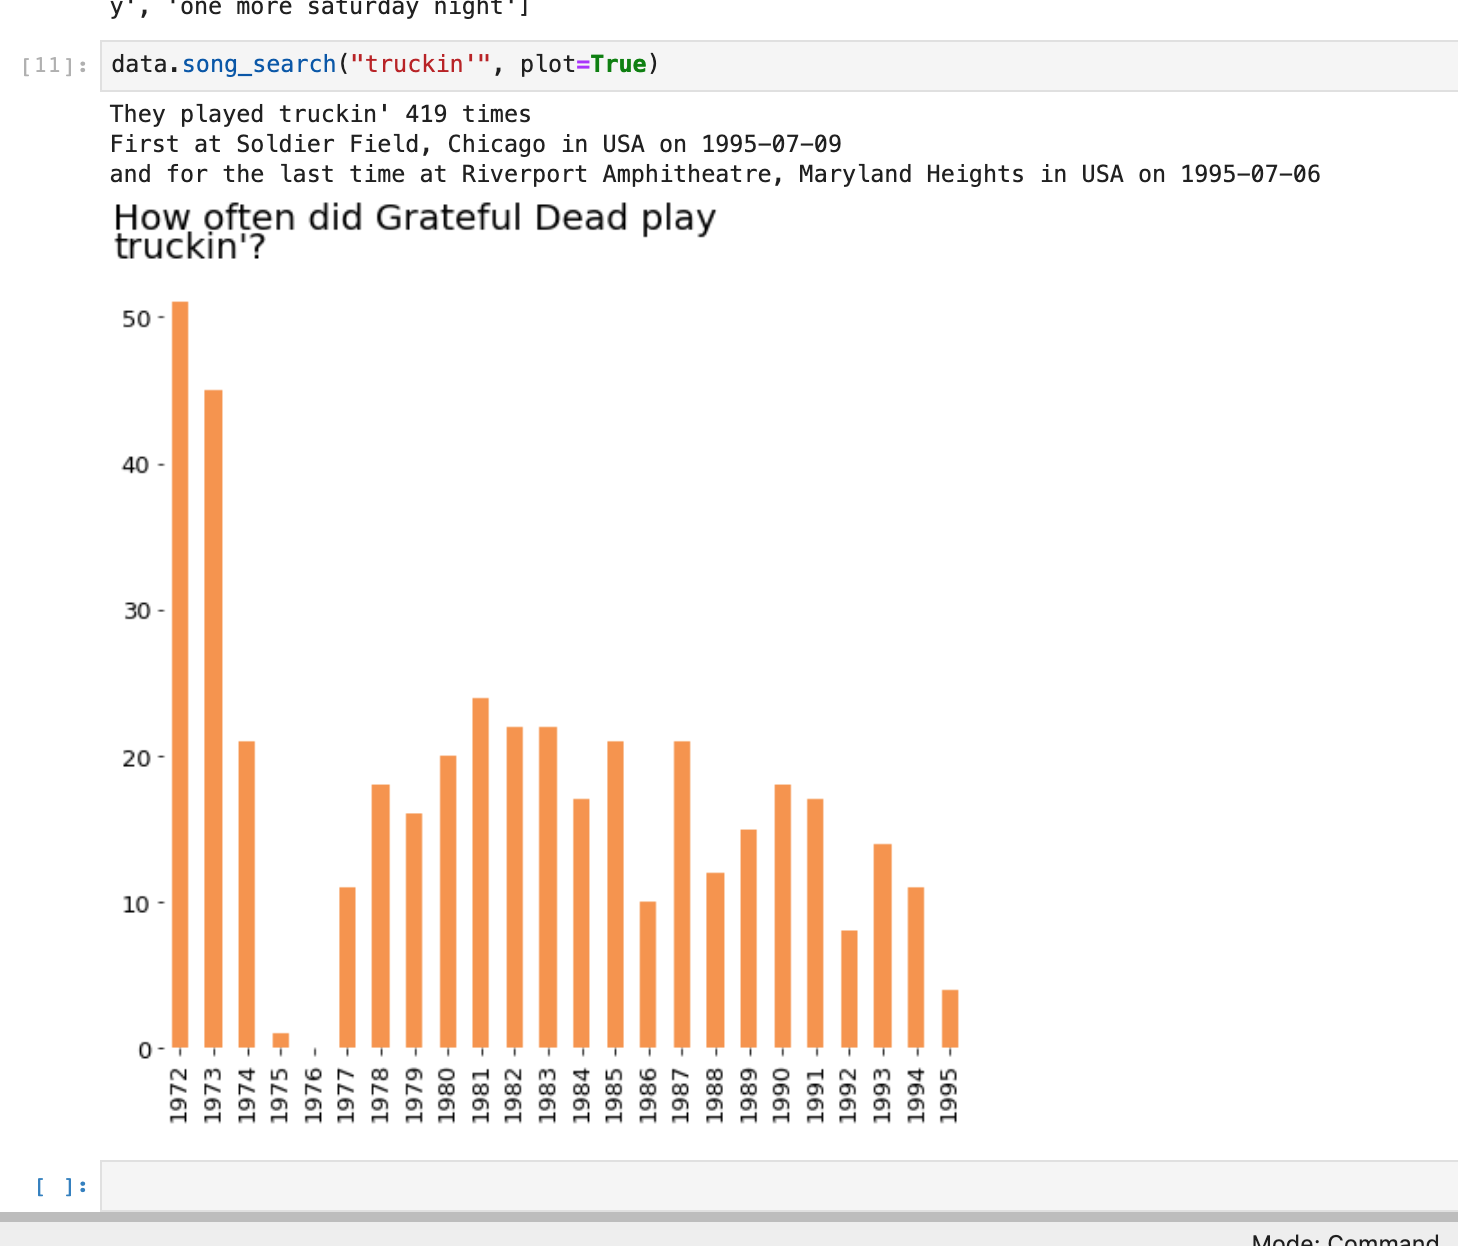 y', 'one more saturday night']
[11]: data.song_search("truckin'", plot=True)
They played truckin' 419 times
First at Soldier Field, Chicago in USA on 1995-07-09
and for the last time at Riverport Amphitheatre, Maryland Heights in USA on 1995-07-06
How often did Grateful Dead play
truckin'?
50
40
30
20
10
0
1972 1973 1974 1975 1976 1977 1978 1979 1980 1981 1982 1983 1984 1985 1986 1987 1988 1989 1990 1991 1992 1993 1994 1995
[ ]:
Mode: Command